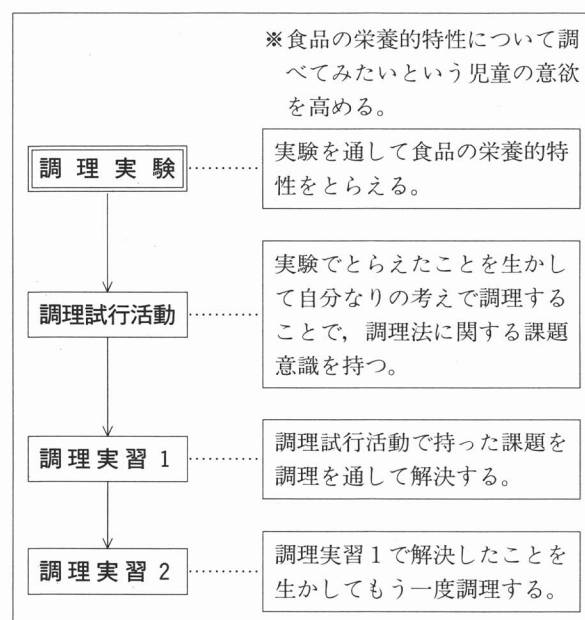 ※食品の栄養的特性について調
べてみたいという児童の意欲
を高める。
調理実験
実験を通して食品の栄養的特
性をとらえる。
調理試行活動
実験でとらえたことを生かし
て自分なりの考えで調理する
ことで，調理法に関する課題
意識を持つ。
調理実習1
調理試行活動で持った課題を
調理を通して解決する。
調理実習2
調理実習1で解決したことを
生かしてもう一度調理する。